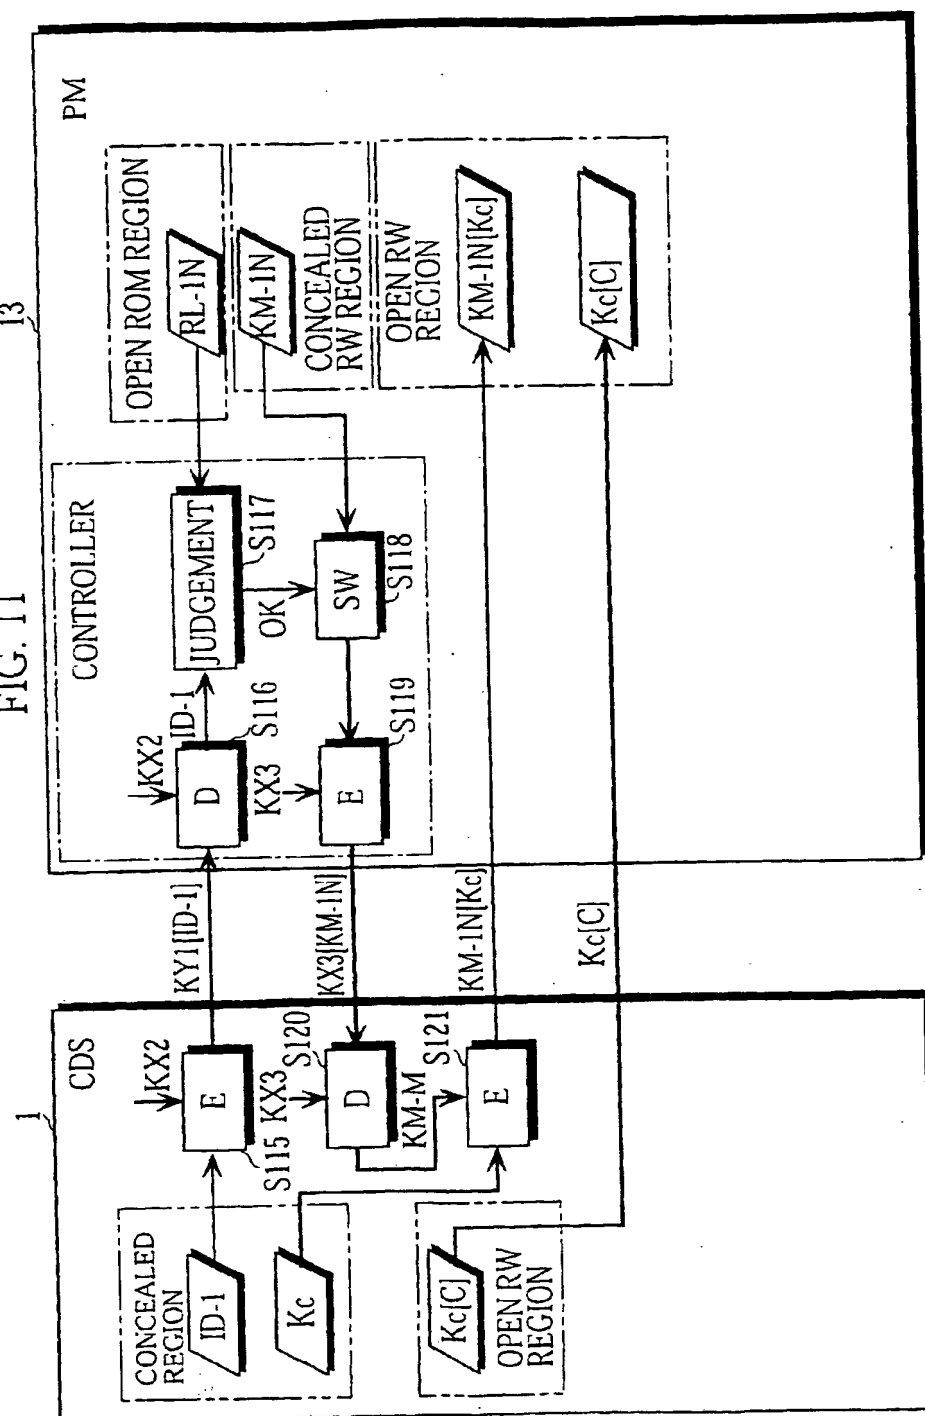 FIG. 11
1
CDS
CONCEALED
REGION
ID-1
Kc
Kc[C]
OPEN RW
REGION
KX2
E
S115
KX3
D
S120
KM-M
E
S121
KY1[ID-1]
KX3[KM-1N]
KM-1N[Kc]
Kc[C]
13
PM
CONTROLLER
KX2
D
S116
ID-1
JUDGEMENT
S117
OK
SW
S118
KX3
E
S119
OPEN ROM REGION
RL-1N
KM-1N
CONCEALED
RW REGION
OPEN RW
REGION
KM-1N[Kc]
Kc[C]